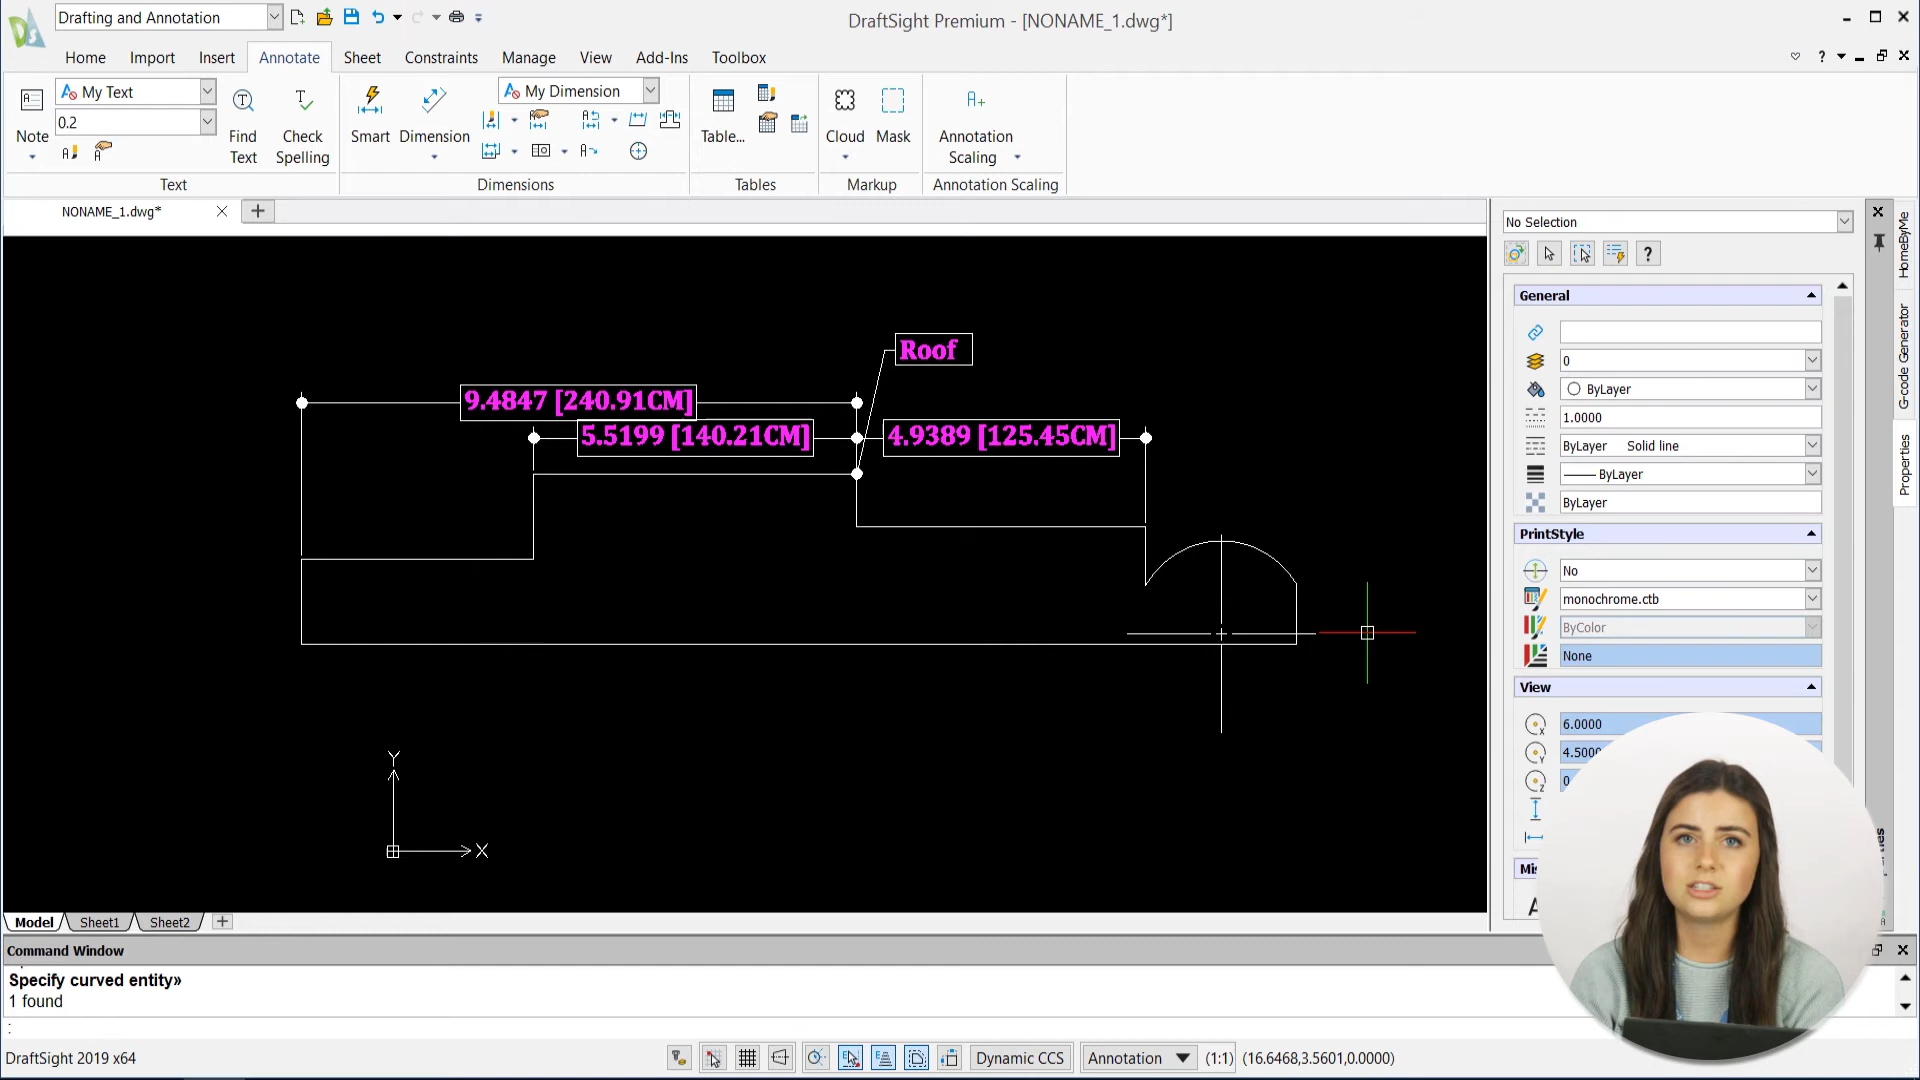 Drafting and Annotation
DraftSight Premium - [NONAME_1.dwg*]
Home Import Insert Annotate Sheet Constraints Manage View Add-Ins Toolbox
My Text
0.2
Note
Find Text
Check Spelling
Smart
Dimension
My Dimension
Table...
Cloud
Mask
Annotation Scaling
Text Dimensions Tables Markup Annotation Scaling
NONAME_1.dwg*
No Selection
General
0
ByLayer
1.0000
ByLayer Solid line
ByLayer
ByLayer
PrintStyle
No
monochrome.ctb
ByColor
None
View
6.0000
4.5000
0
HomeByMe
G-code Generator
Properties
Roof
9.4847 [240.91CM]
5.5199 [140.21CM]
4.9389 [125.45CM]
Y
X
Model Sheet1 Sheet2
Command Window
Specify curved entity»
1 found
:
DraftSight 2019 x64
Dynamic CCS Annotation (1:1) (16.6468,3.5601,0.0000)